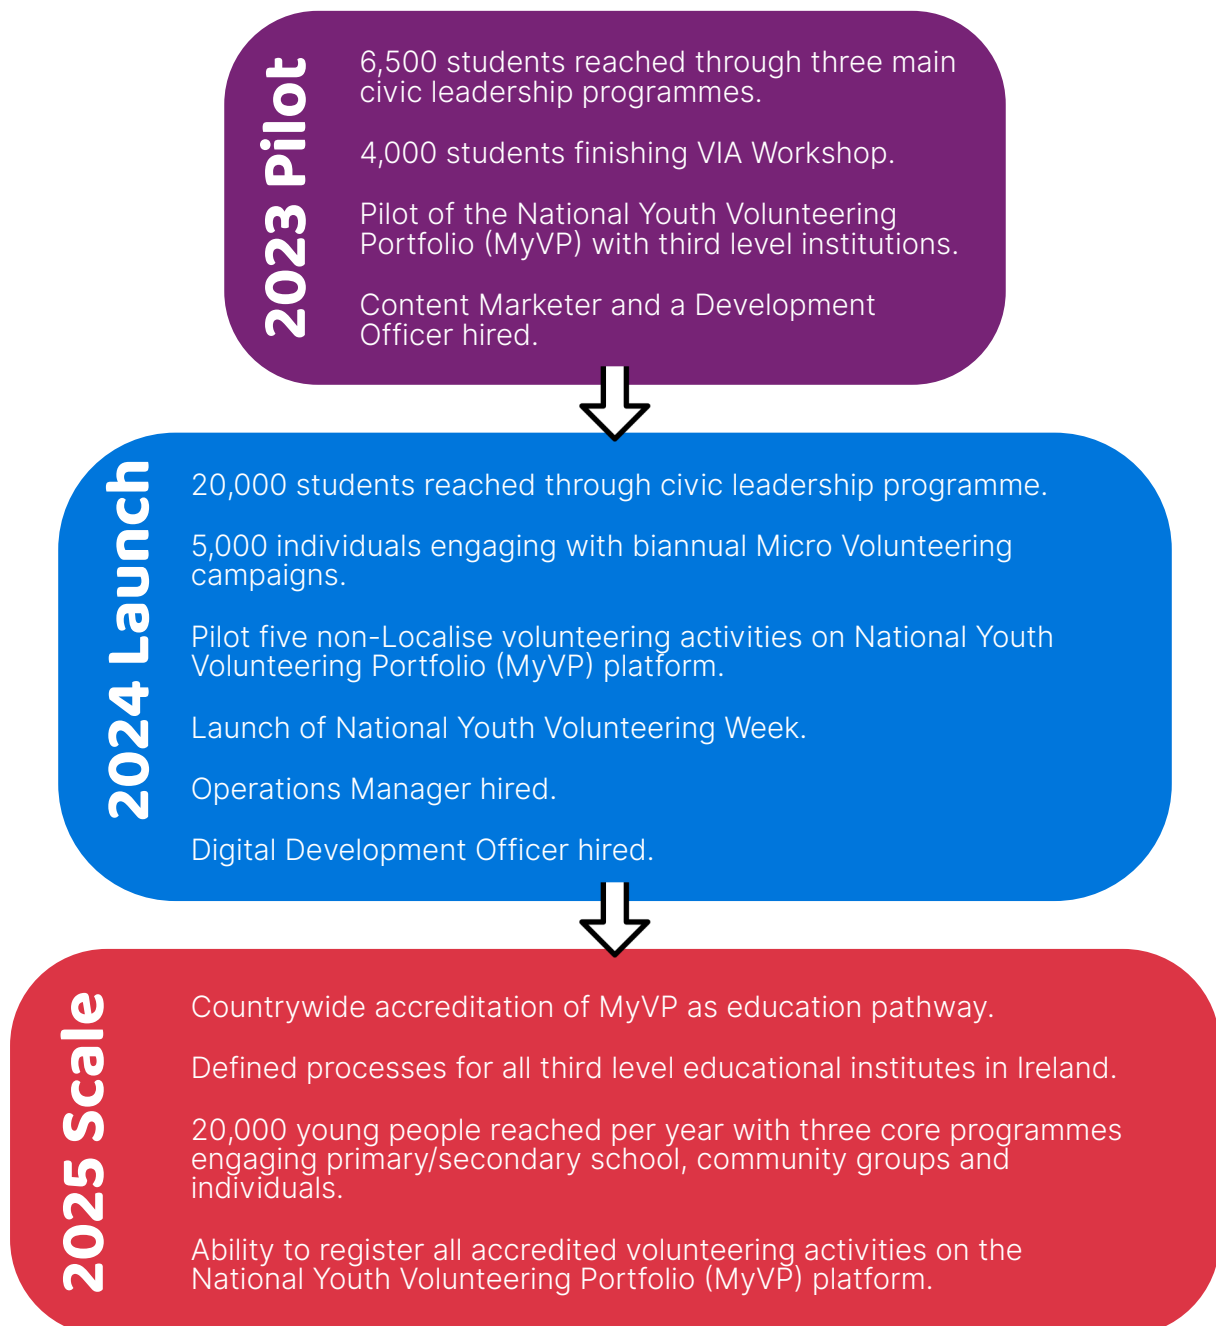 2023 Pilot
6,500 students reached through three main
civic leadership programmes.
4,000 students finishing VIA Workshop.
Pilot of the National Youth Volunteering
Portfolio (MyVP) with third level institutions.
Content Marketer and a Development
Officer hired.
2024 Launch
20,000 students reached through civic leadership programme.
5,000 individuals engaging with biannual Micro Volunteering
campaigns.
Pilot five non-Localise volunteering activities on National Youth
Volunteering Portfolio (MyVP) platform.
Launch of National Youth Volunteering Week.
Operations Manager hired.
Digital Development Officer hired.
2025 Scale
Countrywide accreditation of MyVP as education pathway.
Defined processes for all third level educational institutes in Ireland.
20,000 young people reached per year with three core programmes
engaging primary/secondary school, community groups and
individuals.
Ability to register all accredited volunteering activities on the
National Youth Volunteering Portfolio (MyVP) platform.